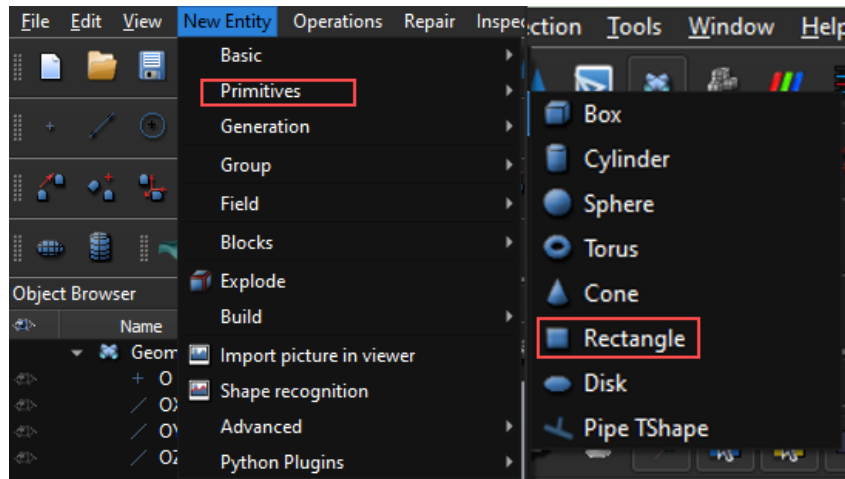 File Edit View New Entity Operations Repair Inspec
Basic
Primitives
Generation
Group
Field
Blocks
Explode
Build
Import picture in viewer
Shape recognition
Advanced
Python Plugins
Object Browser
Name
Geom
O
OX
OY
OZ
ction Tools Window Help
Box
Cylinder
Sphere
Torus
Cone
Rectangle
Disk
Pipe TShape